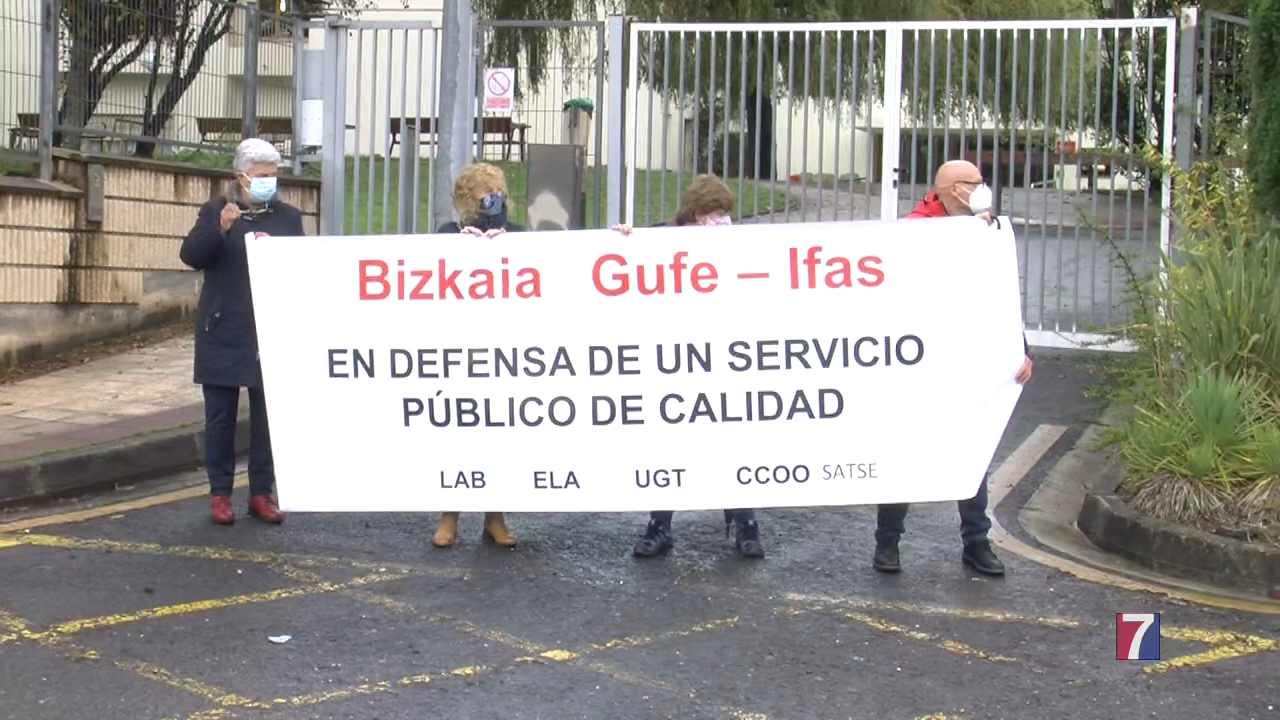 Bizkaia Gufe – Ifas
EN DEFENSA DE UN SERVICIO
PÚBLICO DE CALIDAD
LAB ELA UGT CCOO SATSE
7